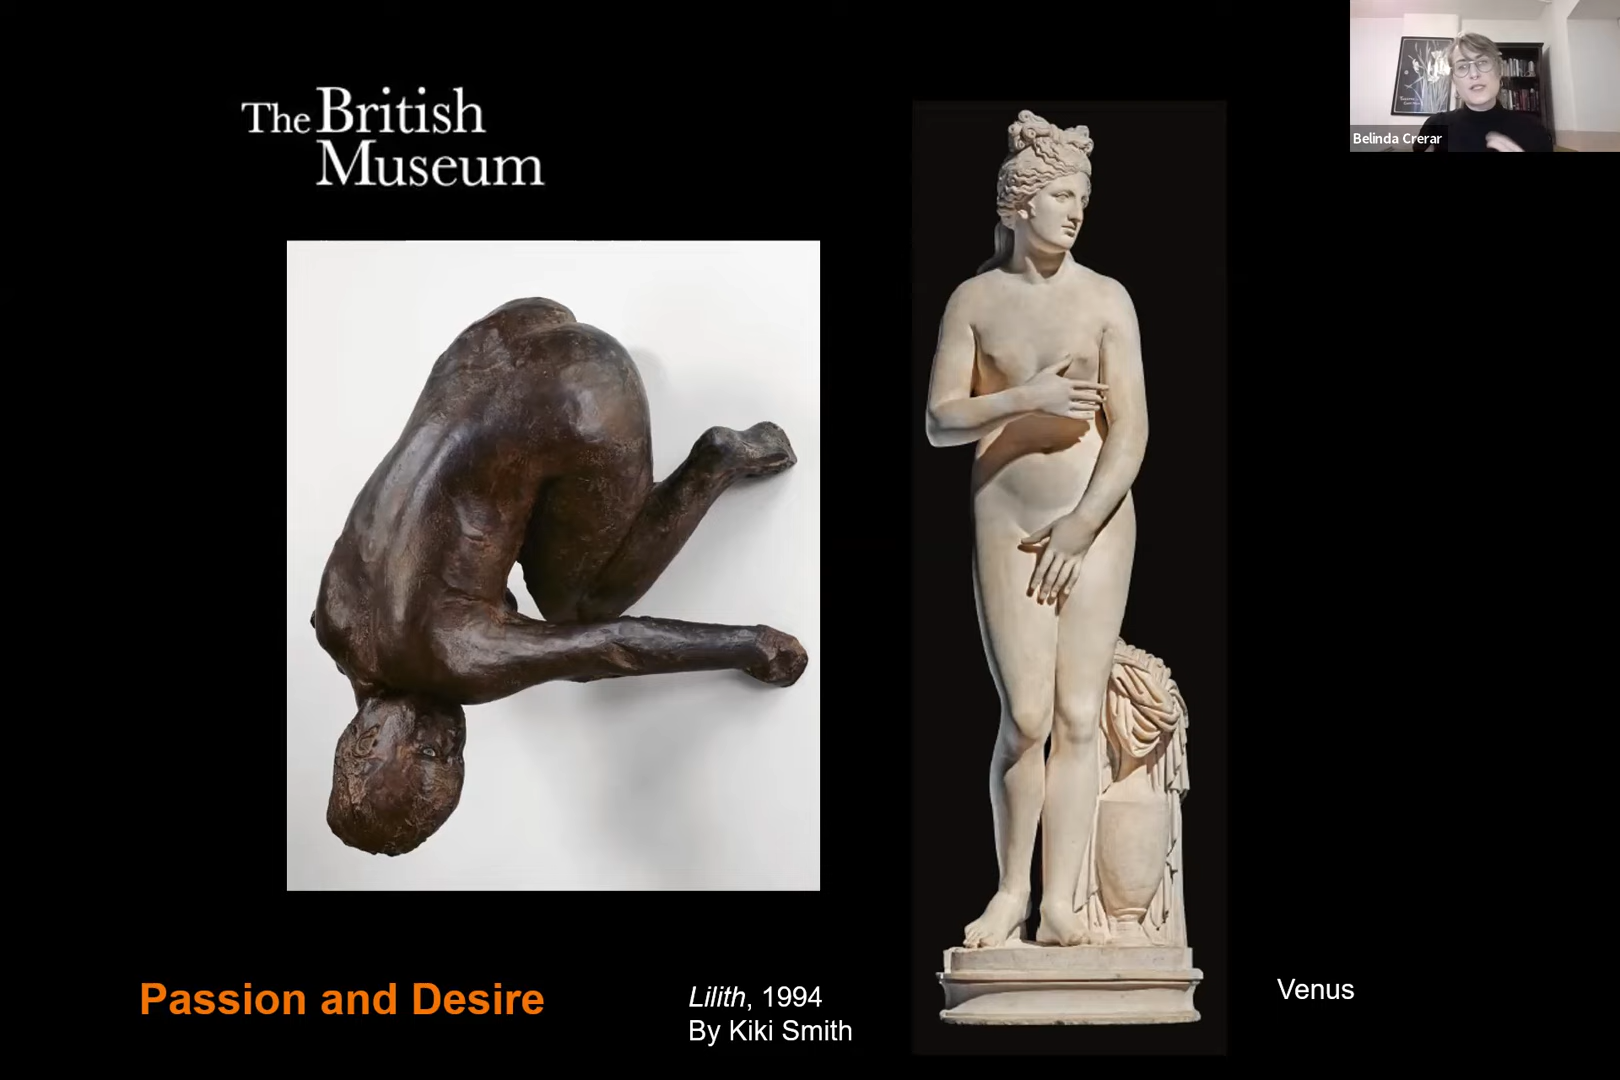 The British
Museum
Belinda Crerar
Passion and Desire
Lilith, 1994
By Kiki Smith
Venus